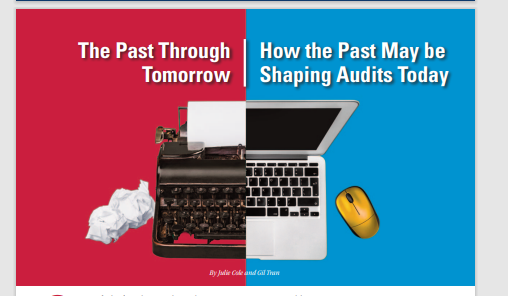 The Past Through
Tomorrow
How the Past May be
Shaping Audits Today
By Julie Cole and Gil Tran